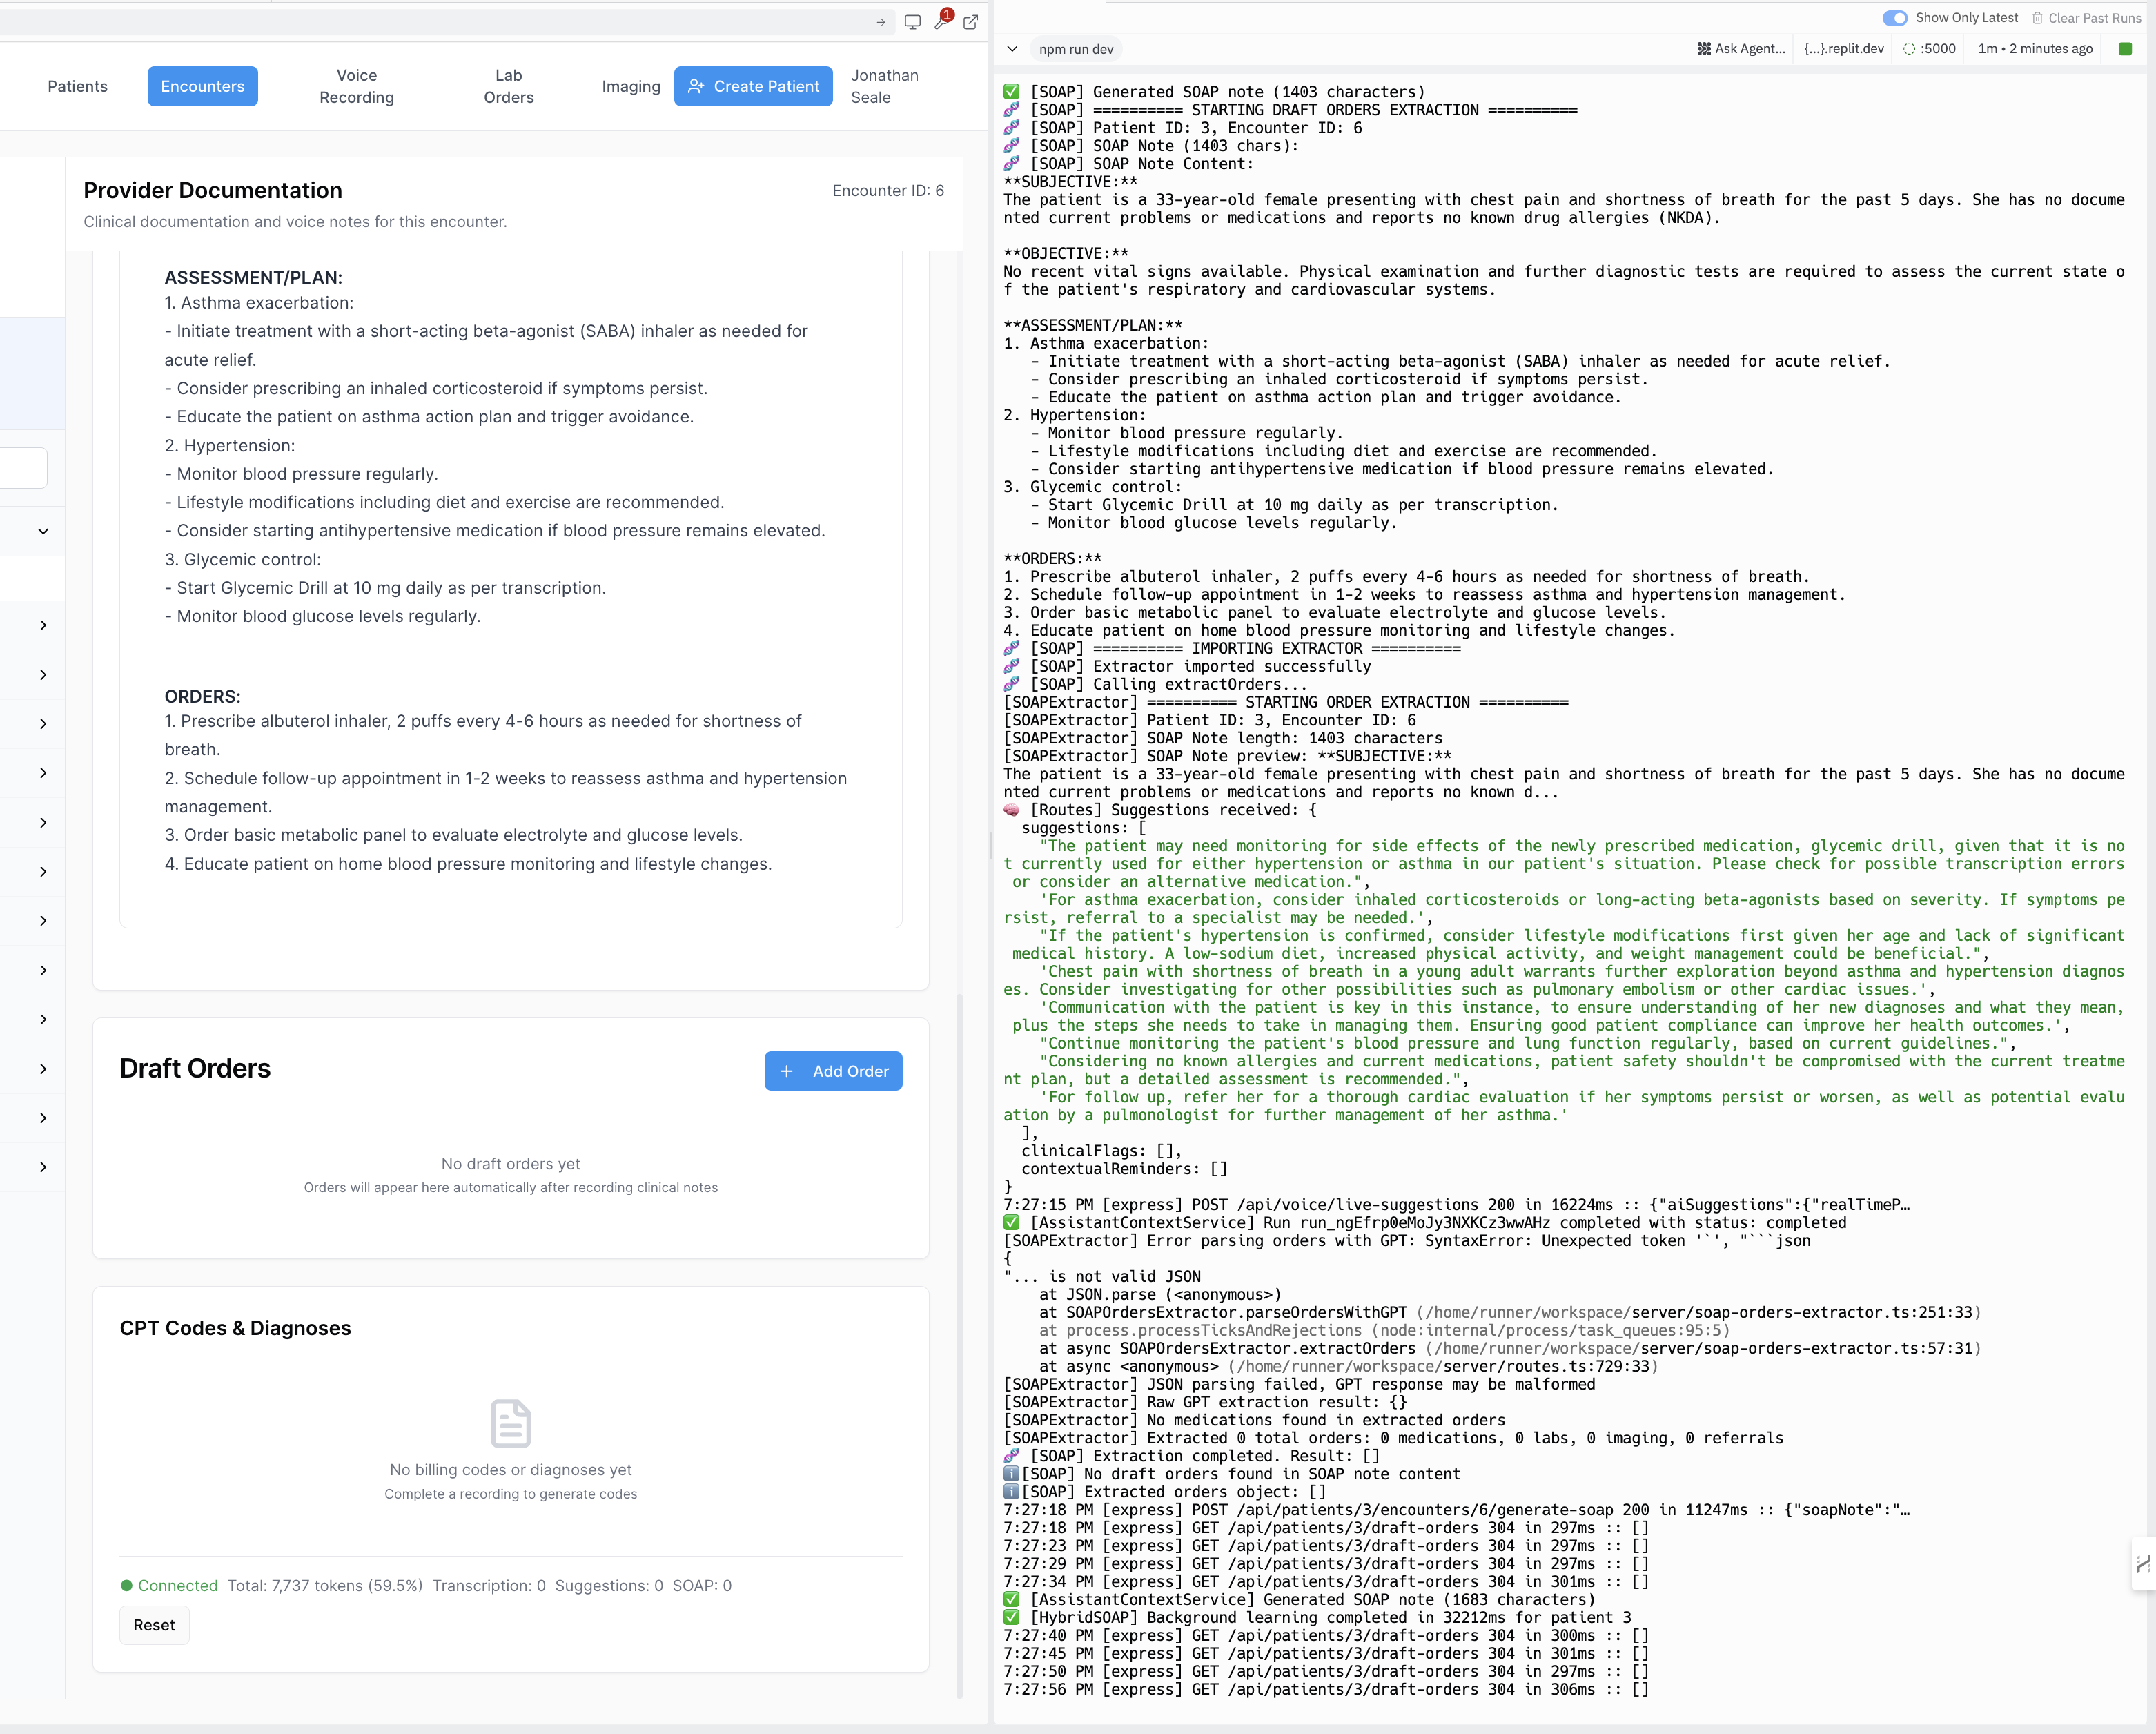 1
Patients
Encounters
Voice
Recording
Lab
Orders
Imaging
Create Patient
Jonathan
Seale
Provider Documentation
Encounter ID: 6
Clinical documentation and voice notes for this encounter.
ASSESSMENT/PLAN:
1. Asthma exacerbation:
- Initiate treatment with a short-acting beta-agonist (SABA) inhaler as needed for
acute relief.
- Consider prescribing an inhaled corticosteroid if symptoms persist.
- Educate the patient on asthma action plan and trigger avoidance.
2. Hypertension:
- Monitor blood pressure regularly.
- Lifestyle modifications including diet and exercise are recommended.
- Consider starting antihypertensive medication if blood pressure remains elevated.
3. Glycemic control:
- Start Glycemic Drill at 10 mg daily as per transcription.
- Monitor blood glucose levels regularly.
ORDERS:
1. Prescribe albuterol inhaler, 2 puffs every 4-6 hours as needed for shortness of
breath.
2. Schedule follow-up appointment in 1-2 weeks to reassess asthma and hypertension
management.
3. Order basic metabolic panel to evaluate electrolyte and glucose levels.
4. Educate patient on home blood pressure monitoring and lifestyle changes.
Draft Orders
+ Add Order
No draft orders yet
Orders will appear here automatically after recording clinical notes
CPT Codes & Diagnoses
No billing codes or diagnoses yet
Complete a recording to generate codes
Connected Total: 7,737 tokens (59.5%) Transcription: 0 Suggestions: 0 SOAP: 0
Reset
Show Only Latest
Clear Past Runs
npm run dev
Ask Agent...
{...}.replit.dev
:5000
1m • 2 minutes ago
✅ [SOAP] Generated SOAP note (1403 characters)
🧬 [SOAP] ========== STARTING DRAFT ORDERS EXTRACTION ==========
🧬 [SOAP] Patient ID: 3, Encounter ID: 6
🧬 [SOAP] SOAP Note (1403 chars):
🧬 [SOAP] SOAP Note Content:
**SUBJECTIVE:**
The patient is a 33-year-old female presenting with chest pain and shortness of breath for the past 5 days. She has no docume
nted current problems or medications and reports no known drug allergies (NKDA).
**OBJECTIVE:**
No recent vital signs available. Physical examination and further diagnostic tests are required to assess the current state o
f the patient's respiratory and cardiovascular systems.
**ASSESSMENT/PLAN:**
1. Asthma exacerbation:
- Initiate treatment with a short-acting beta-agonist (SABA) inhaler as needed for acute relief.
- Consider prescribing an inhaled corticosteroid if symptoms persist.
- Educate the patient on asthma action plan and trigger avoidance.
2. Hypertension:
- Monitor blood pressure regularly.
- Lifestyle modifications including diet and exercise are recommended.
- Consider starting antihypertensive medication if blood pressure remains elevated.
3. Glycemic control:
- Start Glycemic Drill at 10 mg daily as per transcription.
- Monitor blood glucose levels regularly.
**ORDERS:**
1. Prescribe albuterol inhaler, 2 puffs every 4-6 hours as needed for shortness of breath.
2. Schedule follow-up appointment in 1-2 weeks to reassess asthma and hypertension management.
3. Order basic metabolic panel to evaluate electrolyte and glucose levels.
4. Educate patient on home blood pressure monitoring and lifestyle changes.
🧬 [SOAP] ========== IMPORTING EXTRACTOR ==========
🧬 [SOAP] Extractor imported successfully
🧬 [SOAP] Calling extractOrders...
[SOAPExtractor] ========== STARTING ORDER EXTRACTION ==========
[SOAPExtractor] Patient ID: 3, Encounter ID: 6
[SOAPExtractor] SOAP Note length: 1403 characters
[SOAPExtractor] SOAP Note preview: **SUBJECTIVE:**
The patient is a 33-year-old female presenting with chest pain and shortness of breath for the past 5 days. She has no docume
nted current problems or medications and reports no known d...
🧠 [Routes] Suggestions received: {
suggestions: [
"The patient may need monitoring for side effects of the newly prescribed medication, glycemic drill, given that it is no
t currently used for either hypertension or asthma in our patient's situation. Please check for possible transcription errors
or consider an alternative medication.",
'For asthma exacerbation, consider inhaled corticosteroids or long-acting beta-agonists based on severity. If symptoms pe
rsist, referral to a specialist may be needed.',
"If the patient's hypertension is confirmed, consider lifestyle modifications first given her age and lack of significant
medical history. A low-sodium diet, increased physical activity, and weight management could be beneficial.",
'Chest pain with shortness of breath in a young adult warrants further exploration beyond asthma and hypertension diagnos
es. Consider investigating for other possibilities such as pulmonary embolism or other cardiac issues.',
'Communication with the patient is key in this instance, to ensure understanding of her new diagnoses and what they mean,
plus the steps she needs to take in managing them. Ensuring good patient compliance can improve her health outcomes.',
"Continue monitoring the patient's blood pressure and lung function regularly, based on current guidelines.",
"Considering no known allergies and current medications, patient safety shouldn't be compromised with the current treatme
nt plan, but a detailed assessment is recommended.",
'For follow up, refer her for a thorough cardiac evaluation if her symptoms persist or worsen, as well as potential evalu
ation by a pulmonologist for further management of her asthma.'
],
clinicalFlags: [],
contextualReminders: []
}
7:27:15 PM [express] POST /api/voice/live-suggestions 200 in 16224ms :: {"aiSuggestions":{"realTimeP…
✅ [AssistantContextService] Run run_ngEfrp0eMoJy3NXKCz3wwAHz completed with status: completed
[SOAPExtractor] Error parsing orders with GPT: SyntaxError: Unexpected token '`', "```json
{
"... is not valid JSON
at JSON.parse (<anonymous>)
at SOAPOrdersExtractor.parseOrdersWithGPT (/home/runner/workspace/server/soap-orders-extractor.ts:251:33)
at process.processTicksAndRejections (node:internal/process/task_queues:95:5)
at async SOAPOrdersExtractor.extractOrders (/home/runner/workspace/server/soap-orders-extractor.ts:57:31)
at async <anonymous> (/home/runner/workspace/server/routes.ts:729:33)
[SOAPExtractor] JSON parsing failed, GPT response may be malformed
[SOAPExtractor] Raw GPT extraction result: {}
[SOAPExtractor] No medications found in extracted orders
[SOAPExtractor] Extracted 0 total orders: 0 medications, 0 labs, 0 imaging, 0 referrals
🧬 [SOAP] Extraction completed. Result: []
ℹ️ [SOAP] No draft orders found in SOAP note content
ℹ️ [SOAP] Extracted orders object: []
7:27:18 PM [express] POST /api/patients/3/encounters/6/generate-soap 200 in 11247ms :: {"soapNote":"…
7:27:18 PM [express] GET /api/patients/3/draft-orders 304 in 297ms :: []
7:27:23 PM [express] GET /api/patients/3/draft-orders 304 in 297ms :: []
7:27:29 PM [express] GET /api/patients/3/draft-orders 304 in 297ms :: []
7:27:34 PM [express] GET /api/patients/3/draft-orders 304 in 301ms :: []
✅ [AssistantContextService] Generated SOAP note (1683 characters)
✅ [HybridSOAP] Background learning completed in 32212ms for patient 3
7:27:40 PM [express] GET /api/patients/3/draft-orders 304 in 300ms :: []
7:27:45 PM [express] GET /api/patients/3/draft-orders 304 in 301ms :: []
7:27:50 PM [express] GET /api/patients/3/draft-orders 304 in 297ms :: []
7:27:56 PM [express] GET /api/patients/3/draft-orders 304 in 306ms :: []